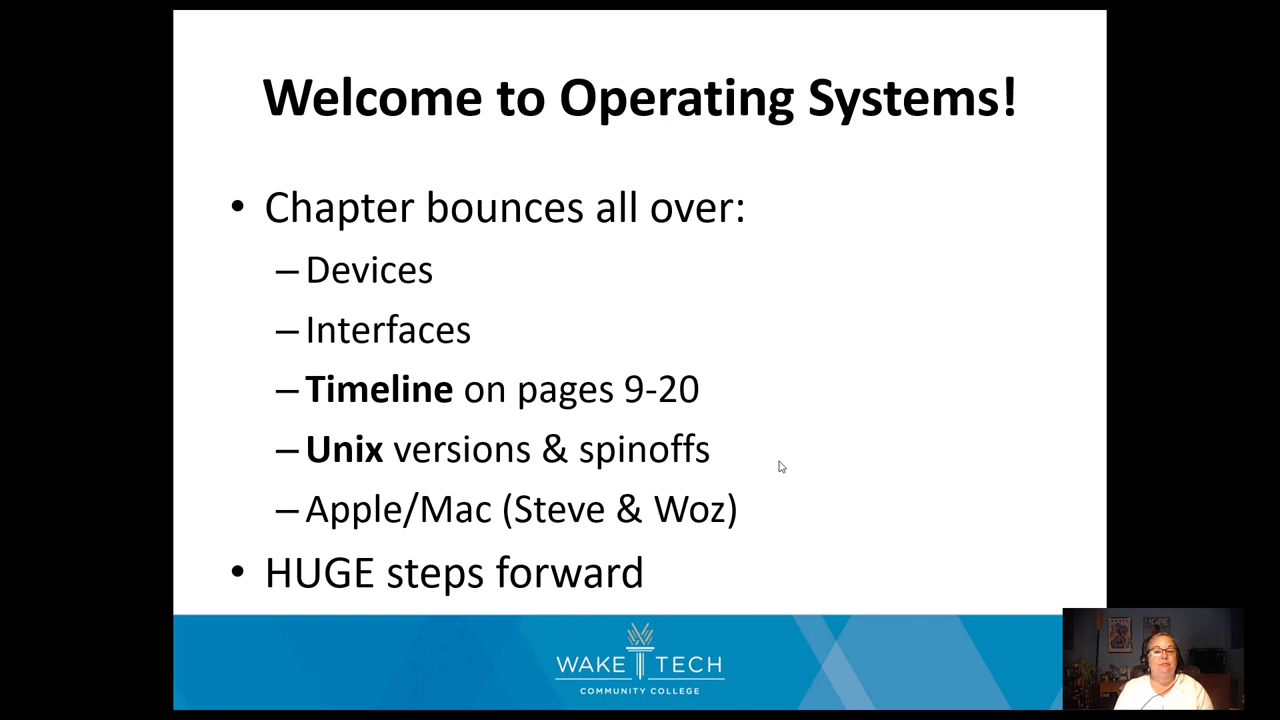 Welcome to Operating Systems!
• Chapter bounces all over:
– Devices
– Interfaces
– Timeline on pages 9-20
– Unix versions & spinoffs
– Apple/Mac (Steve & Woz)
• HUGE steps forward
WAKE TECH
COMMUNITY COLLEGE
HOPE